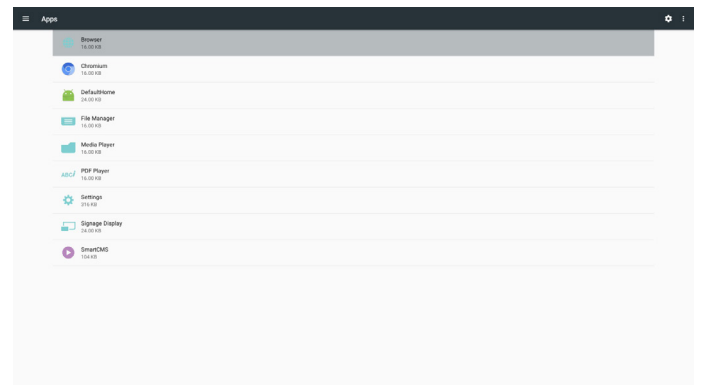 Apps
Browser
16.00 KB
Chromium
16.00 KB
DefaultHome
24.00 KB
File Manager
16.00 KB
Media Player
16.00 KB
ABC
PDF Player
16.00 KB
Settings
316 KB
Signage Display
24.00 KB
SmartCMS
104 KB